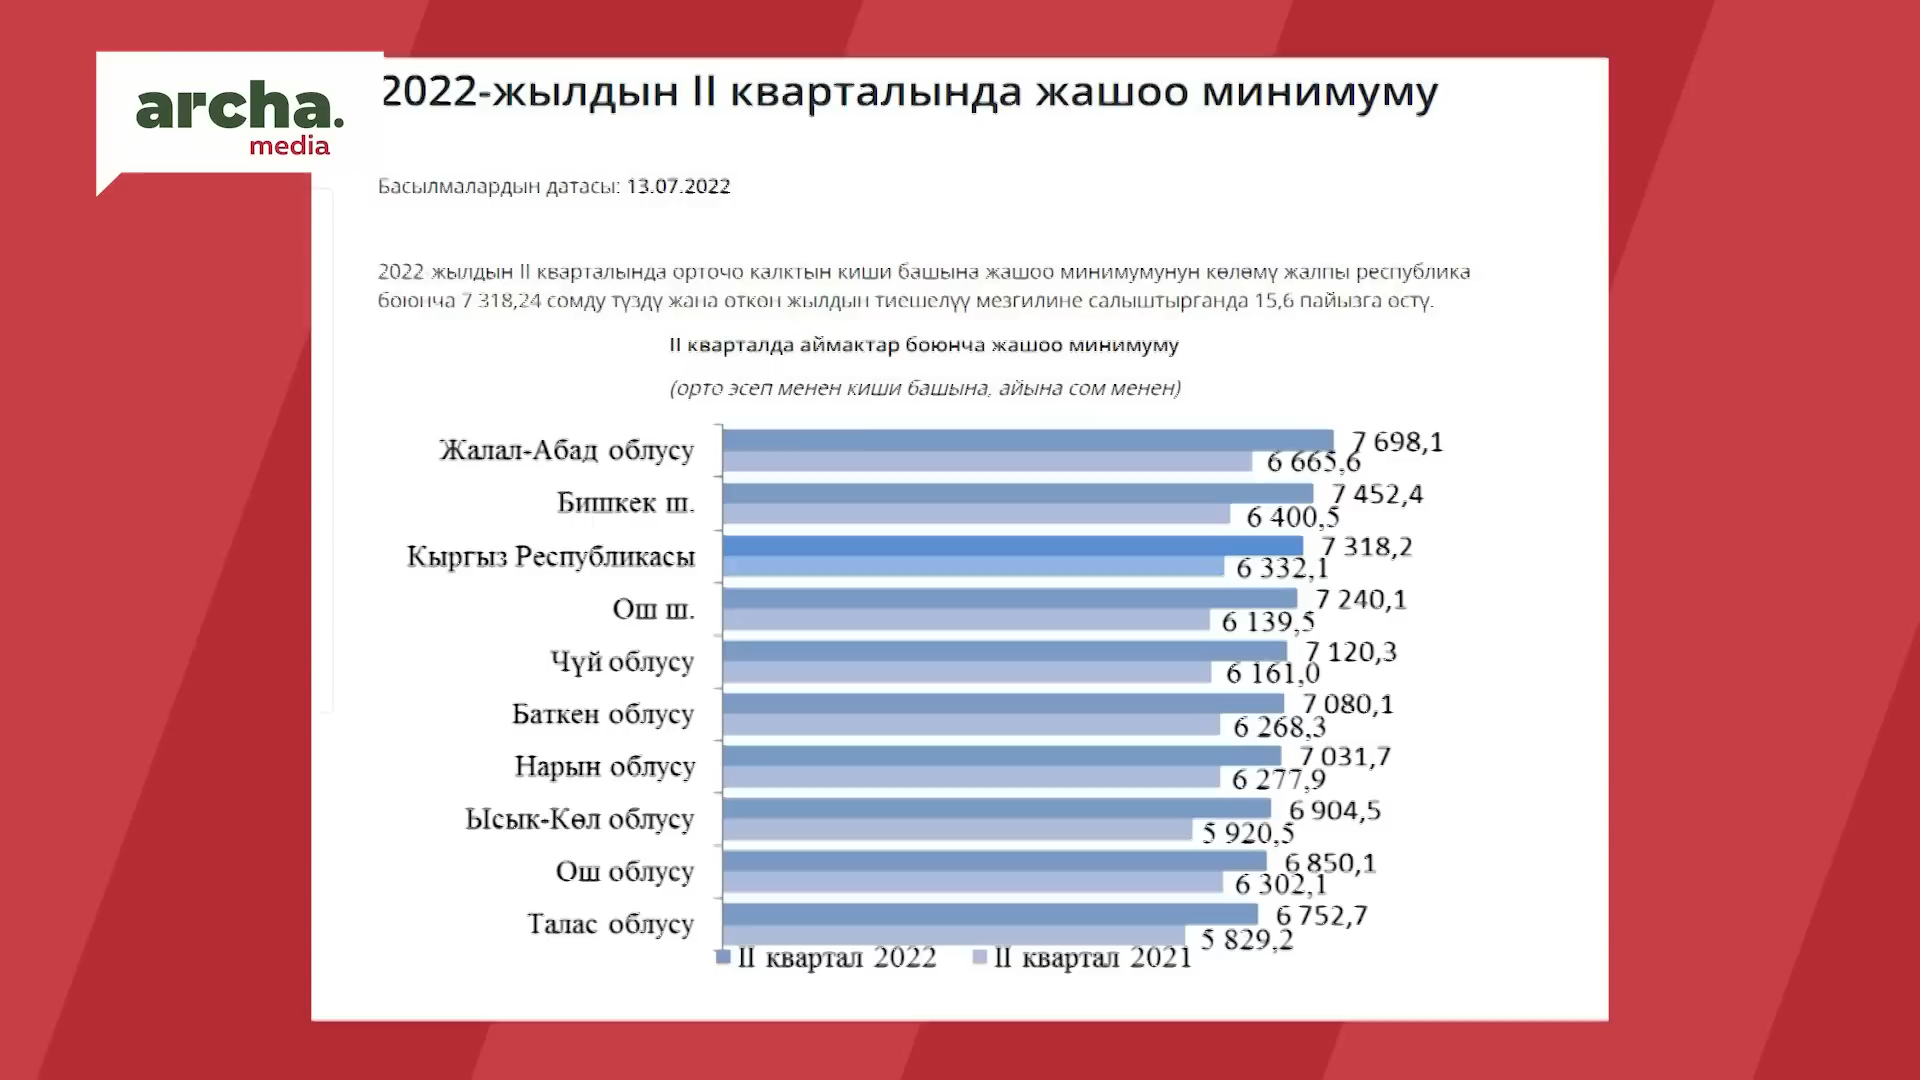 archa.
media
2022-жылдын II кварталында жашоо минимуму
Басылмалардын датасы: 13.07.2022
2022-жылдын II кварталында орточо калктын киши башына жашоо минимумунун көлөмү жалпы республика
боюнча 7 318,24 сомду түздү жана өткөн жылдын тиешелүү мезгилине салыштырганда 15,6 пайызга өстү.
II кварталда аймактар боюнча жашоо минимуму
(орто эсеп менен киши башына, айына сом менен)
Жалал-Абад облусу 7 698,1
6 665,6
Бишкек ш. 7 452,4
6 400,5
Кыргыз Республикасы 7 318,2
6 332,1
Ош ш. 7 240,1
6 139,5
Чүй облусу 7 120,3
6 161,0
Баткен облусу 7 080,1
6 268,3
Нарын облусу 7 031,7
6 277,9
Ысык-Көл облусу 6 904,5
5 920,5
Ош облусу 6 850,1
6 302,1
Талас облусу 6 752,7
5 829,2
II квартал 2022 II квартал 2021